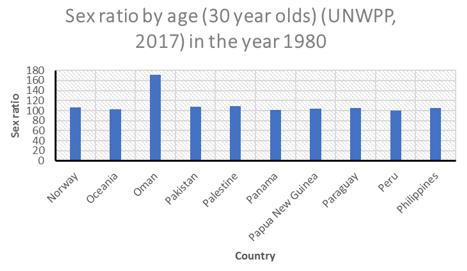 Sex ratio by age (30 year olds) (UNWPP,
2017) in the year 1980
180
160
140
120
100
80
60
40
20
0
Sex ratio
Norway
Oceania
Oman
Pakistan
Palestine
Panama
Papua New Guinea
Paraguay
Peru
Philippines
Country